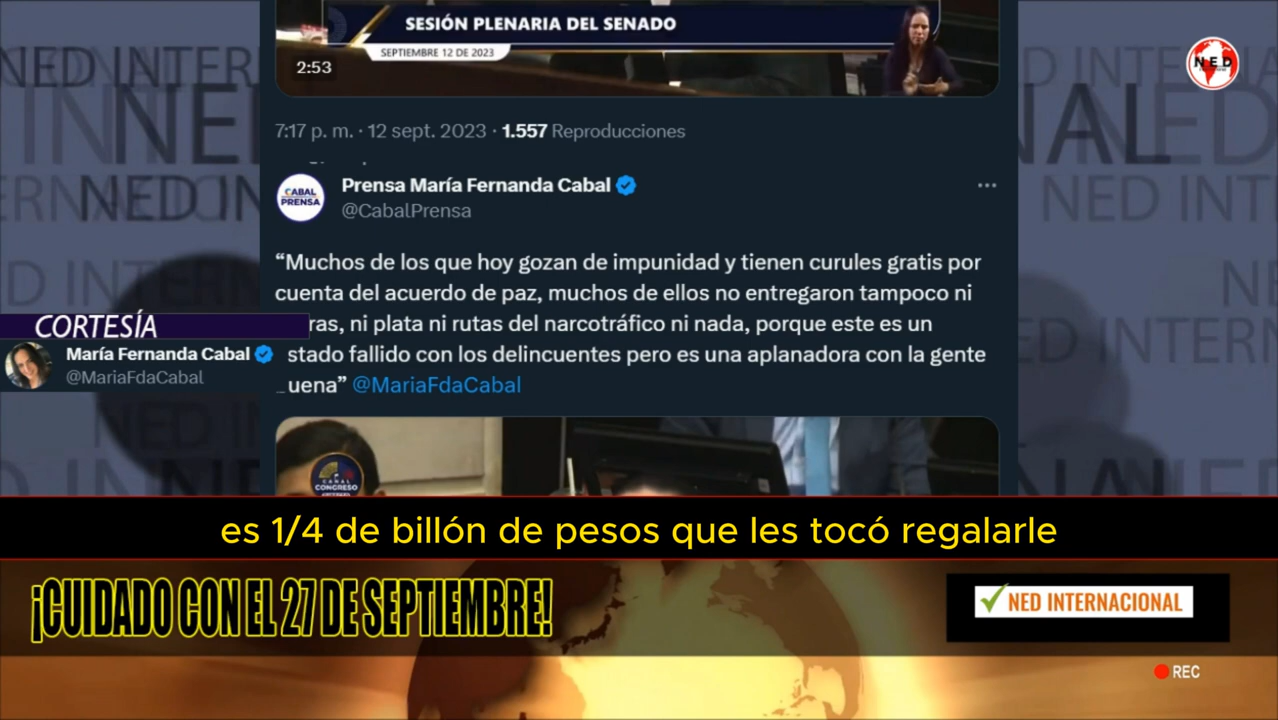 SESIÓN PLENARIA DEL SENADO
SEPTIEMBRE 12 DE 2023
2:53
NED
7:17 p. m. · 12 sept. 2023 · 1.557 Reproducciones
CABAL
PRENSA
Prensa María Fernanda Cabal
@CabalPrensa
“Muchos de los que hoy gozan de impunidad y tienen curules gratis por
cuenta del acuerdo de paz, muchos de ellos no entregaron tampoco ni
ras, ni plata ni rutas del narcotráfico ni nada, porque este es un
stado fallido con los delincuentes pero es una aplanadora con la gente
uena” @MariaFdaCabal
CORTESÍA
María Fernanda Cabal
@MariaFdaCabal
CANAL
CONGRESO
es 1/4 de billón de pesos que les tocó regalarle
¡CUIDADO CON EL 27 DE SEPTIEMBRE!
NED INTERNACIONAL
REC